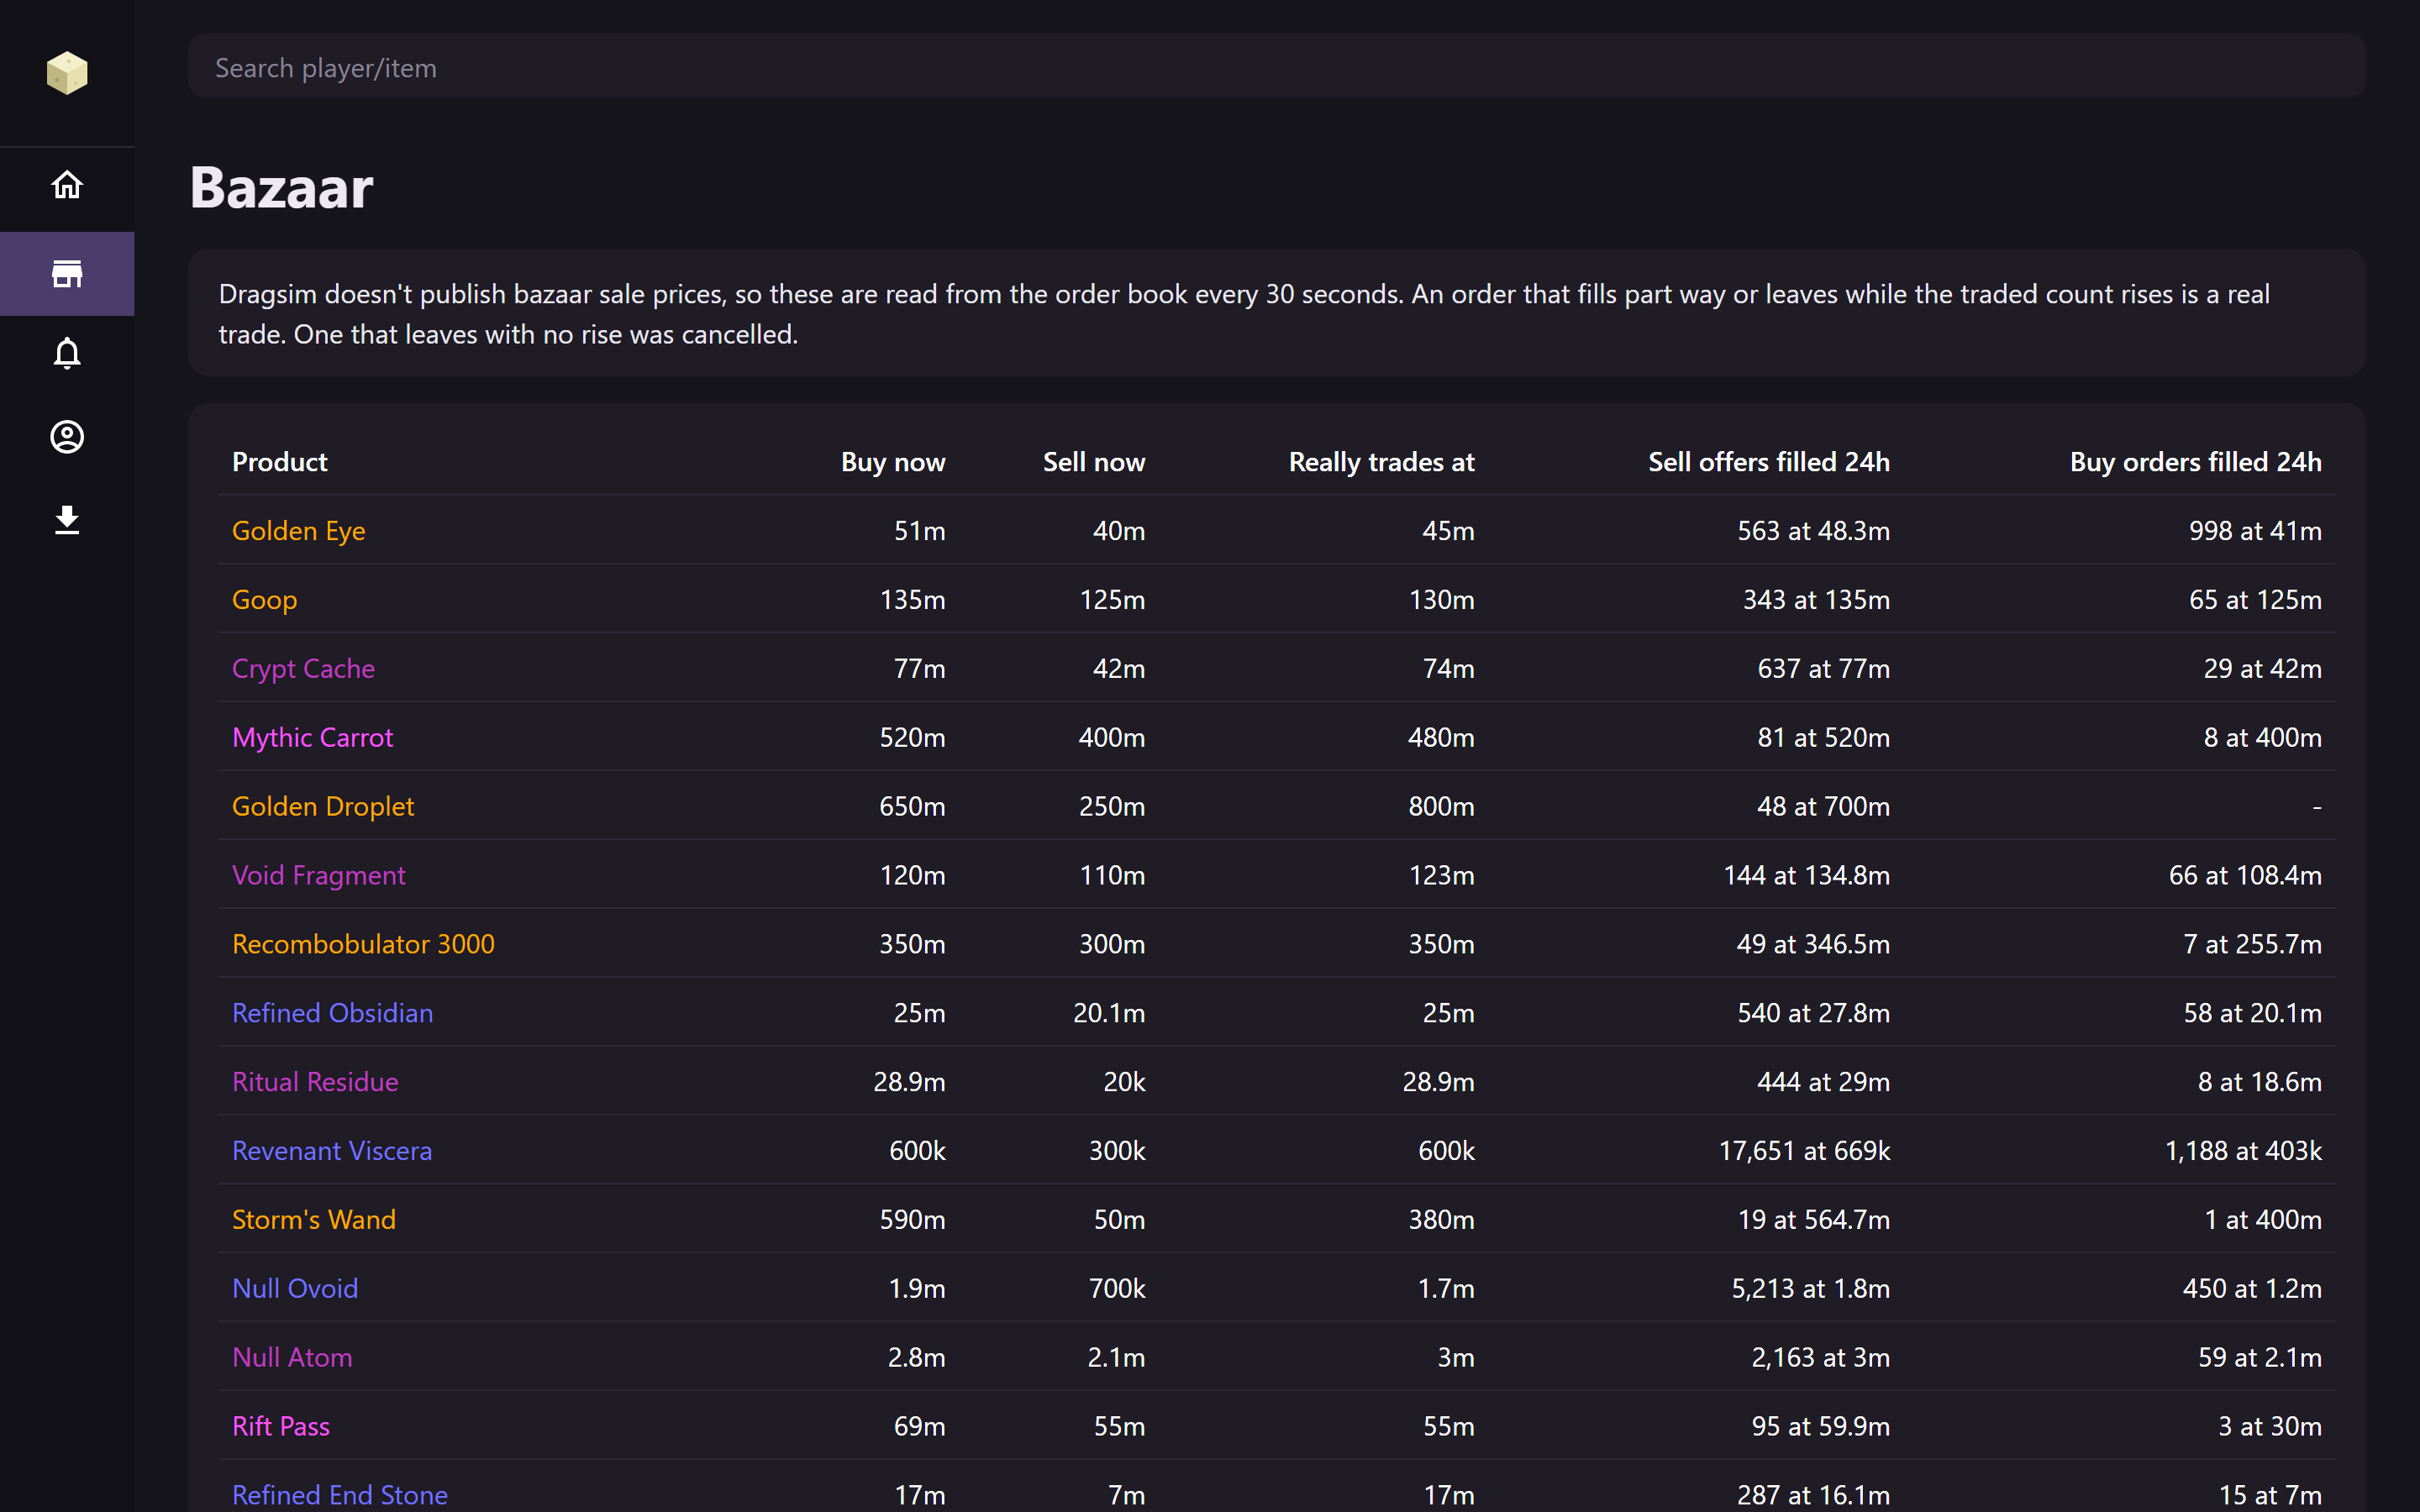 Search player/item
Bazaar
Dragsim doesn't publish bazaar sale prices, so these are read from the order book every 30 seconds. An order that fills part way or leaves while the traded count rises is a real
trade. One that leaves with no rise was cancelled.
Product Buy now Sell now Really trades at Sell offers filled 24h Buy orders filled 24h
Golden Eye 51m 40m 45m 563 at 48.3m 998 at 41m
Goop 135m 125m 130m 343 at 135m 65 at 125m
Crypt Cache 77m 42m 74m 637 at 77m 29 at 42m
Mythic Carrot 520m 400m 480m 81 at 520m 8 at 400m
Golden Droplet 650m 250m 800m 48 at 700m -
Void Fragment 120m 110m 123m 144 at 134.8m 66 at 108.4m
Recombobulator 3000 350m 300m 350m 49 at 346.5m 7 at 255.7m
Refined Obsidian 25m 20.1m 25m 540 at 27.8m 58 at 20.1m
Ritual Residue 28.9m 20k 28.9m 444 at 29m 8 at 18.6m
Revenant Viscera 600k 300k 600k 17,651 at 669k 1,188 at 403k
Storm's Wand 590m 50m 380m 19 at 564.7m 1 at 400m
Null Ovoid 1.9m 700k 1.7m 5,213 at 1.8m 450 at 1.2m
Null Atom 2.8m 2.1m 3m 2,163 at 3m 59 at 2.1m
Rift Pass 69m 55m 55m 95 at 59.9m 3 at 30m
Refined End Stone 17m 7m 17m 287 at 16.1m 15 at 7m